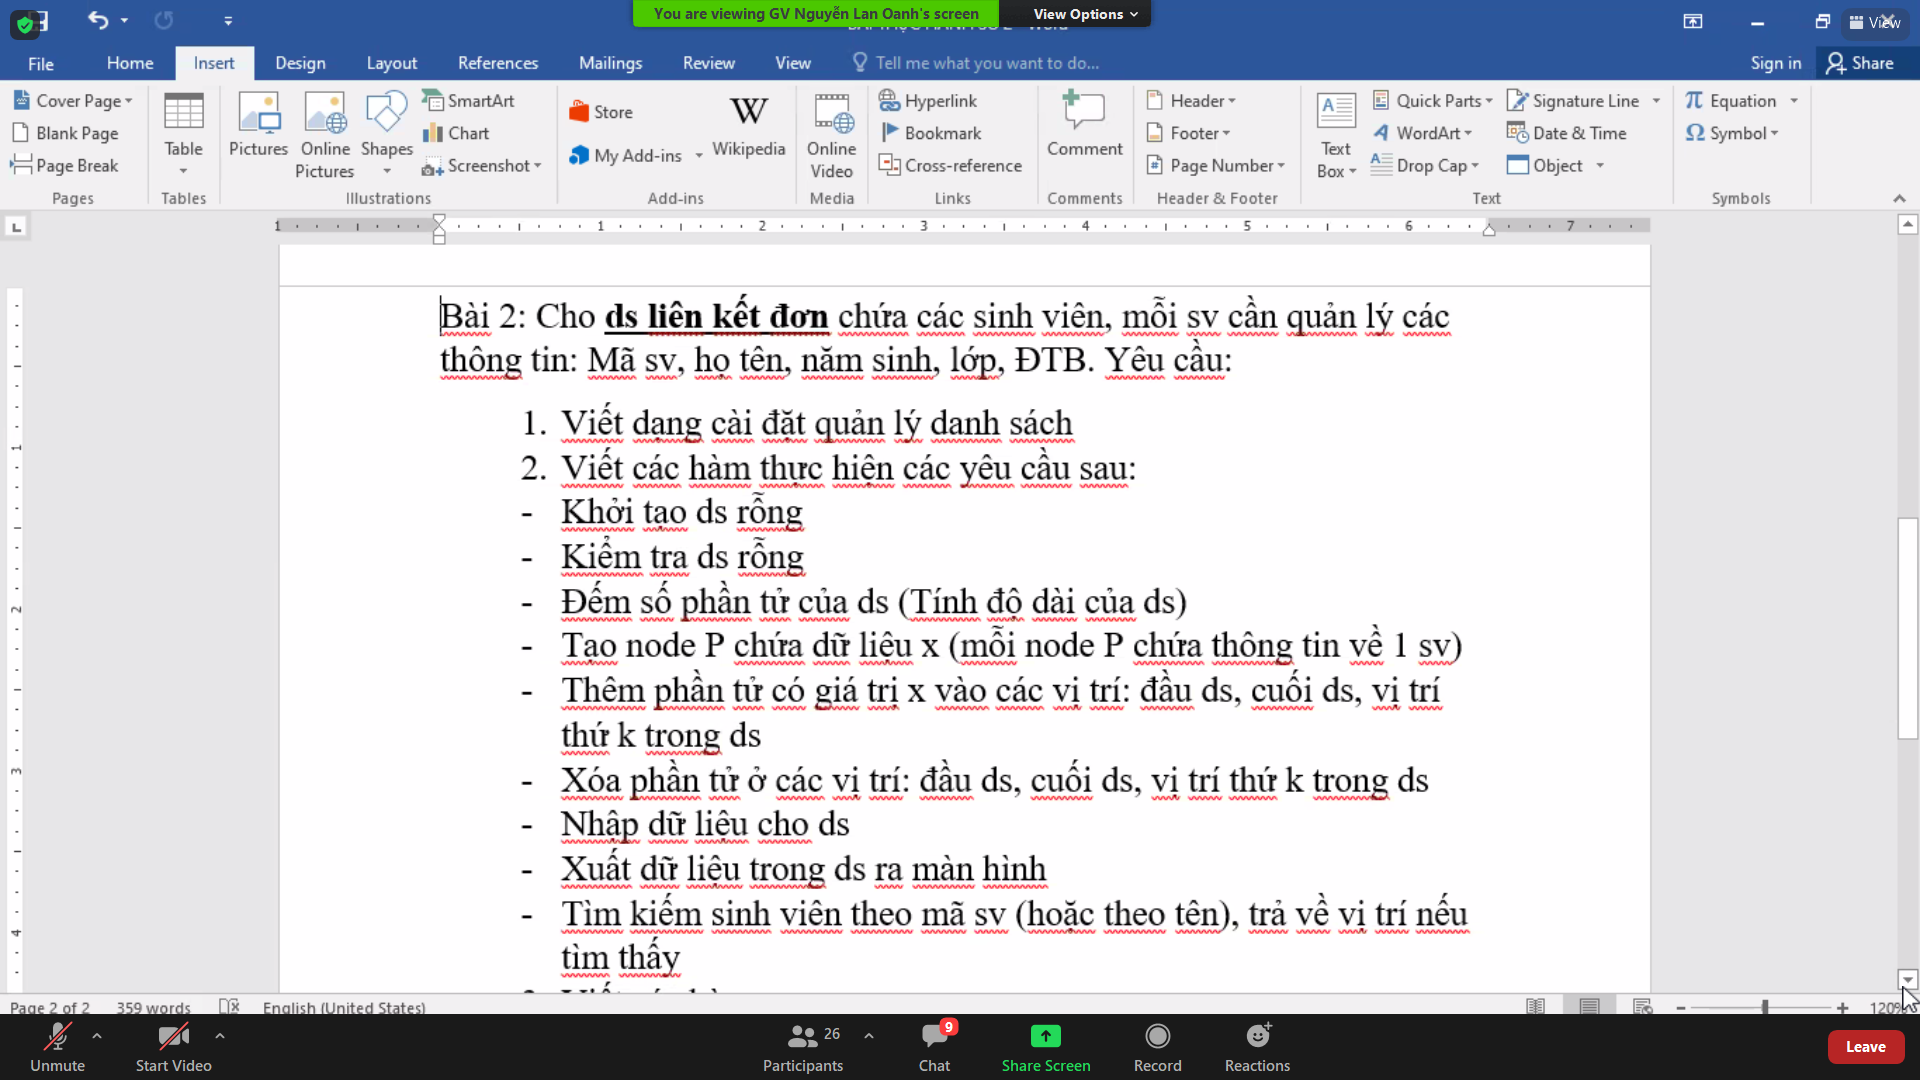 You are viewing GV Nguyễn Lan Oanh's screen
View Options
View
File
Home
Insert
Design
Layout
References
Mailings
Review
View
Tell me what you want to do...
Sign in
Share
Cover Page
Blank Page
Page Break
Pages
Table
Tables
Pictures
Online Pictures
Shapes
SmartArt
Chart
Screenshot
Illustrations
Store
My Add-ins
W
Wikipedia
Add-ins
Online Video
Media
Hyperlink
Bookmark
Cross-reference
Links
Comment
Comments
Header
Footer
Page Number
Header & Footer
Text Box
Quick Parts
WordArt
Drop Cap
Signature Line
Date & Time
Object
Text
Equation
Symbol
Symbols
1 1 2 3 4 5 6 7
Bài 2: Cho ds liên kết đơn chứa các sinh viên, mỗi sv cần quản lý các
thông tin: Mã sv, họ tên, năm sinh, lớp, ĐTB. Yêu cầu:
1. Viết dạng cài đặt quản lý danh sách
2. Viết các hàm thực hiện các yêu cầu sau:
- Khởi tạo ds rỗng
- Kiểm tra ds rỗng
- Đếm số phần tử của ds (Tính độ dài của ds)
- Tạo node P chứa dữ liệu x (mỗi node P chứa thông tin về 1 sv)
- Thêm phần tử có giá trị x vào các vị trí: đầu ds, cuối ds, vị trí
thứ k trong ds
- Xóa phần tử ở các vị trí: đầu ds, cuối ds, vị trí thứ k trong ds
- Nhập dữ liệu cho ds
- Xuất dữ liệu trong ds ra màn hình
- Tìm kiếm sinh viên theo mã sv (hoặc theo tên), trả về vị trí nếu
tìm thấy
1
2
3
4
Page 2 of 2
359 words
English (United States)
120%
Unmute
Start Video
26
Participants
9
Chat
Share Screen
Record
Reactions
Leave